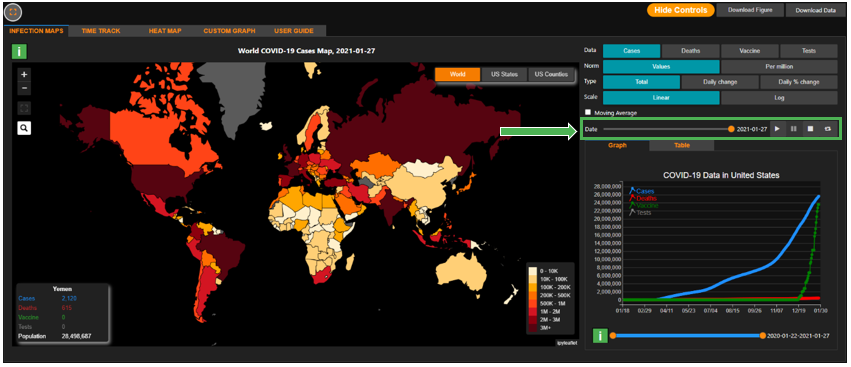 Hide Controls
Download Figure
Download Data
INFECTION MAPS TIME TRACK HEAT MAP CUSTOM GRAPH USER GUIDE
i
World COVID-19 Cases Map, 2021-01-27
+
−
World US States US Counties
Yemen
Cases 2,120
Deaths 615
Vaccine 0
Tests 0
Population 28,498,687
0 - 10K
10K - 100K
100K - 200K
200K - 500K
500K - 1M
1M - 2M
2M - 3M
3M+
ipyleaflet
Data Cases Deaths Vaccine Tests
Norm Values Per million
Type Total Daily change Daily % change
Scale Linear Log
Moving Average
Date 2021-01-27
Graph Table
COVID-19 Data in United States
Cases
Deaths
Vaccine
Tests
28,000,000
26,000,000
24,000,000
22,000,000
20,000,000
18,000,000
16,000,000
14,000,000
12,000,000
10,000,000
8,000,000
6,000,000
4,000,000
2,000,000
0
01/18 02/29 04/11 05/23 07/04 08/15 09/26 11/07 12/19 01/30
i
2020-01-22-2021-01-27